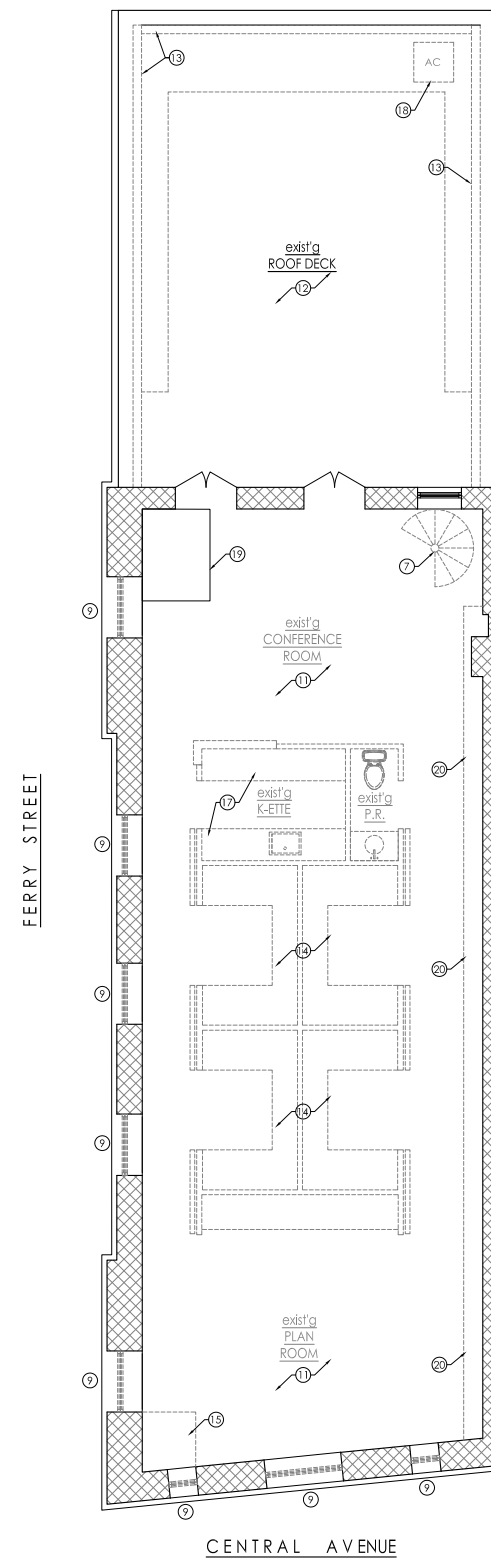 13
AC
18
13
exist'g
ROOF DECK
12
19
7
9
exist'g
CONFERENCE
ROOM
11
20
17
exist'g
K-ETTE
exist'g
P.R.
FERRY STREET
9
14
20
9
14
9
exist'g
PLAN
ROOM
11
20
9
15
9
9
9
CENTRAL AVENUE